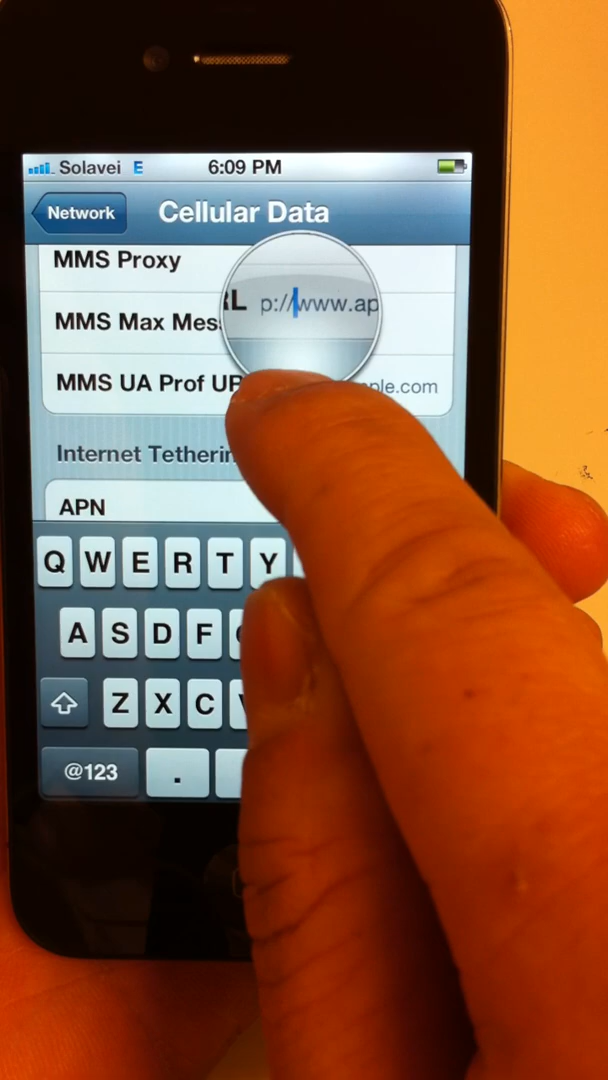 Solavei E 6:09 PM
Network Cellular Data
MMS Proxy
MMS Max Mes
RL p://www.ap
MMS UA Prof UR ple.com
Internet Tetherin
APN
Q W E R T Y
A S D F
Z X C
@123 .